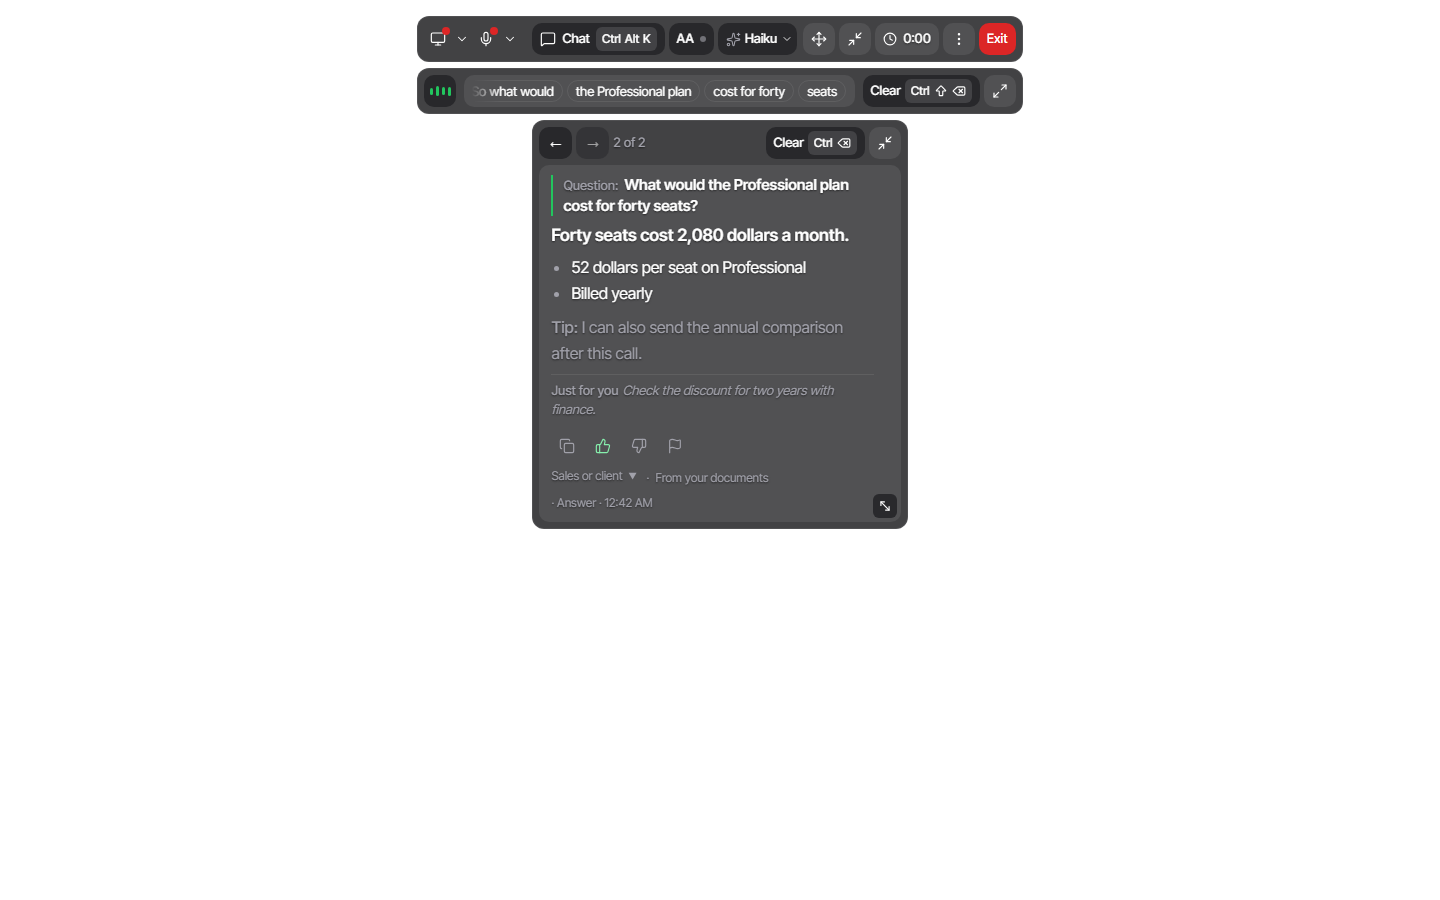 Chat Ctrl Alt K AA Haiku 0:00 Exit
So what would the Professional plan cost for forty seats Clear Ctrl
← → 2 of 2 Clear Ctrl
Question: What would the Professional plan
cost for forty seats?
Forty seats cost 2,080 dollars a month.
• 52 dollars per seat on Professional
• Billed yearly
Tip: I can also send the annual comparison
after this call.
Just for you Check the discount for two years with
finance.
Sales or client ▼ · From your documents
· Answer · 12:42 AM